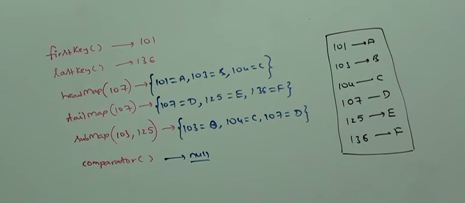 firstKey() → 101
lastKey() → 136
headMap(107) → {101=A, 103=B, 104=C}
tailMap(107) → {107=D, 125=E, 136=F}
subMap(103, 125) → {103=B, 104=C, 107=D}
comparator() → null
101 → A
103 → B
104 → C
107 → D
125 → E
136 → F